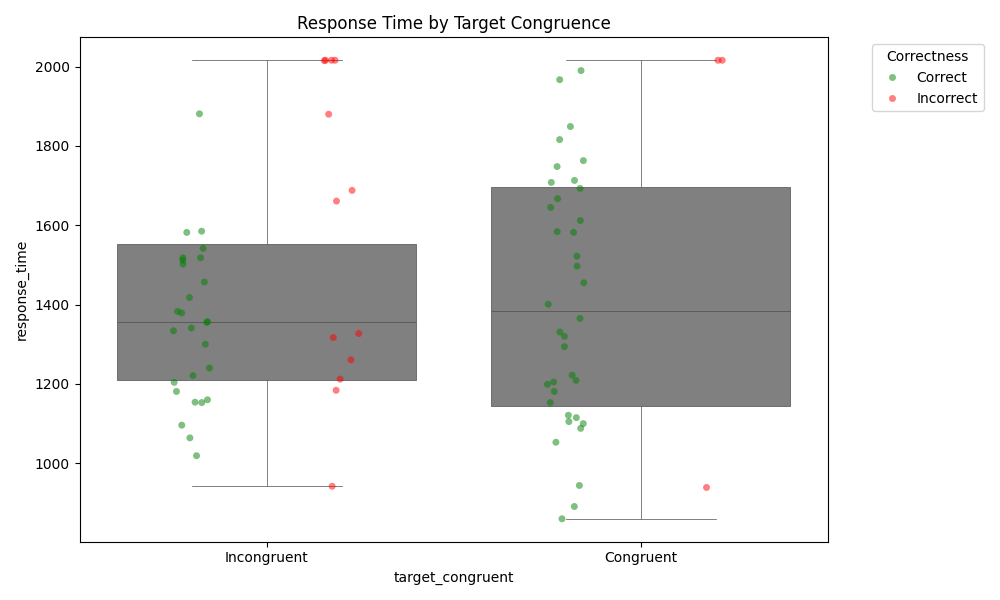 Response Time by Target Congruence
Correctness
Correct
Incorrect
2000
1800
1600
1400
1200
1000
response_time
Incongruent
Congruent
target_congruent